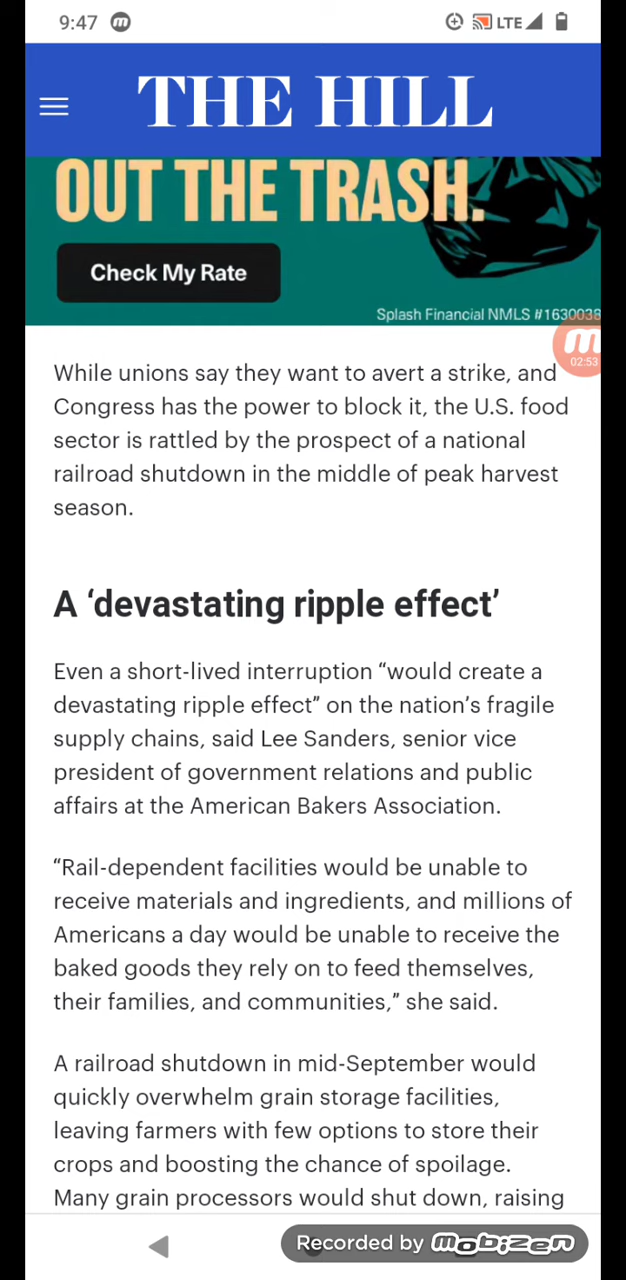 9:47 m LTE
THE HILL
OUT THE TRASH.
Check My Rate
Splash Financial NMLS #1630038
m
02:53
While unions say they want to avert a strike, and
Congress has the power to block it, the U.S. food
sector is rattled by the prospect of a national
railroad shutdown in the middle of peak harvest
season.
A ‘devastating ripple effect’
Even a short-lived interruption “would create a
devastating ripple effect” on the nation’s fragile
supply chains, said Lee Sanders, senior vice
president of government relations and public
affairs at the American Bakers Association.
“Rail-dependent facilities would be unable to
receive materials and ingredients, and millions of
Americans a day would be unable to receive the
baked goods they rely on to feed themselves,
their families, and communities,” she said.
A railroad shutdown in mid-September would
quickly overwhelm grain storage facilities,
leaving farmers with few options to store their
crops and boosting the chance of spoilage.
Many grain processors would shut down, raising
Recorded by mobizen